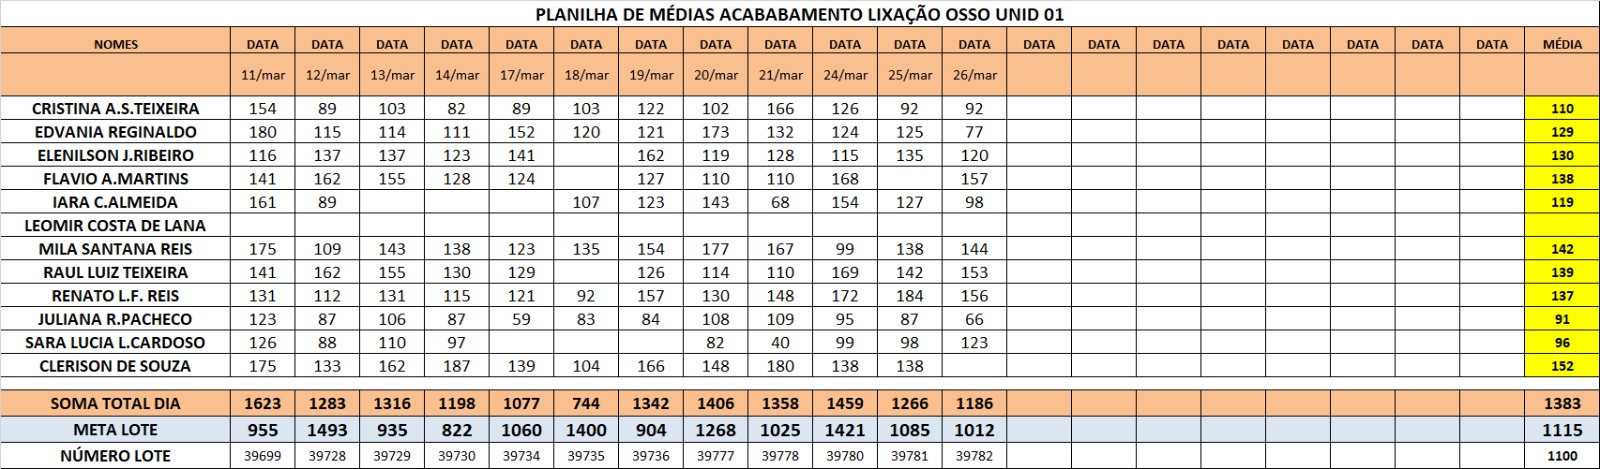 PLANILHA DE MÉDIAS ACABABAMENTO LIXAÇÃO OSSO UNID 01
NOMES DATA DATA DATA DATA DATA DATA DATA DATA DATA DATA DATA DATA DATA DATA DATA DATA DATA DATA DATA DATA MÉDIA
11/mar 12/mar 13/mar 14/mar 17/mar 18/mar 19/mar 20/mar 21/mar 24/mar 25/mar 26/mar
CRISTINA A.S.TEIXEIRA 154 89 103 82 89 103 122 102 166 126 92 92 110
EDVANIA REGINALDO 180 115 114 111 152 120 121 173 132 124 125 77 129
ELENILSON J.RIBEIRO 116 137 137 123 141 162 119 128 115 135 120 130
FLAVIO A.MARTINS 141 162 155 128 124 127 110 110 168 157 138
IARA C.ALMEIDA 161 89 107 123 143 68 154 127 98 119
LEOMIR COSTA DE LANA
MILA SANTANA REIS 175 109 143 138 123 135 154 177 167 99 138 144 142
RAUL LUIZ TEIXEIRA 141 162 155 130 129 126 114 110 169 142 153 139
RENATO L.F. REIS 131 112 131 115 121 92 157 130 148 172 184 156 137
JULIANA R.PACHECO 123 87 106 87 59 83 84 108 109 95 87 66 91
SARA LUCIA L.CARDOSO 126 88 110 97 82 40 99 98 123 96
CLERISON DE SOUZA 175 133 162 187 139 104 166 148 180 138 138 152
SOMA TOTAL DIA 1623 1283 1316 1198 1077 744 1342 1406 1358 1459 1266 1186 1383
META LOTE 955 1493 935 822 1060 1400 904 1268 1025 1421 1085 1012 1115
NÚMERO LOTE 39699 39728 39729 39730 39734 39735 39736 39777 39778 39780 39781 39782 1100